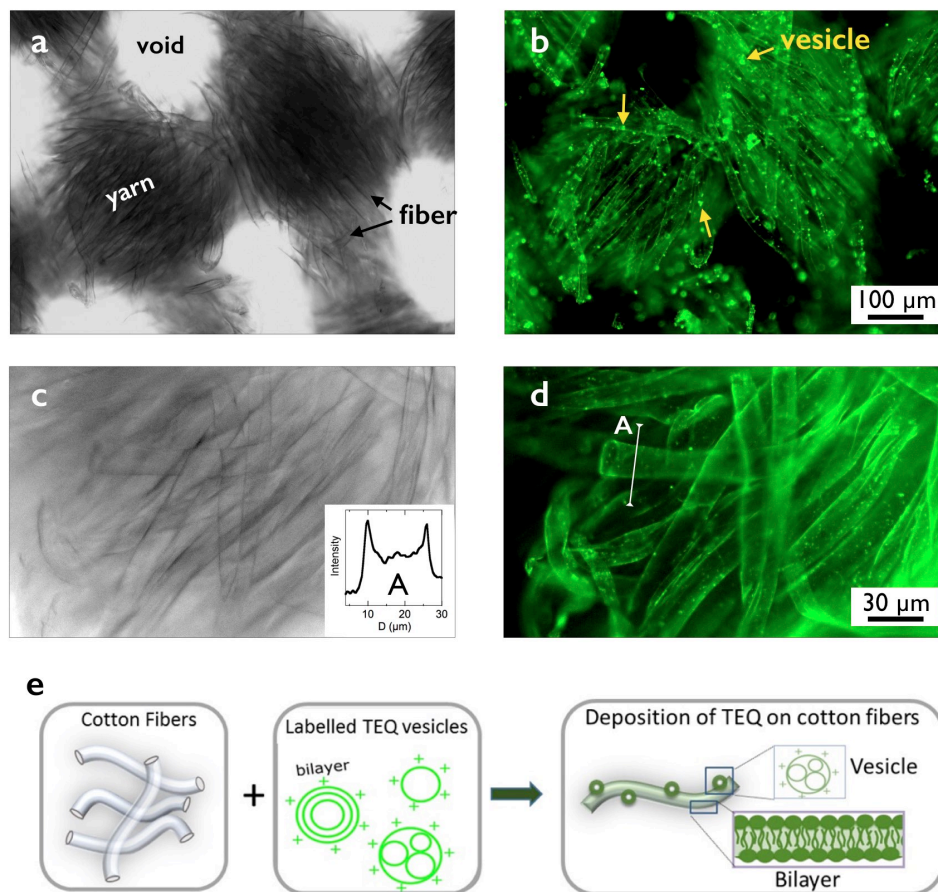 a
void
yarn
fiber
b
vesicle
100 µm
c
Intensity
A
10 20 30
D (µm)
d
A
30 µm
e
Cotton Fibers
+
Labelled TEQ vesicles
bilayer
Deposition of TEQ on cotton fibers
Vesicle
Bilayer